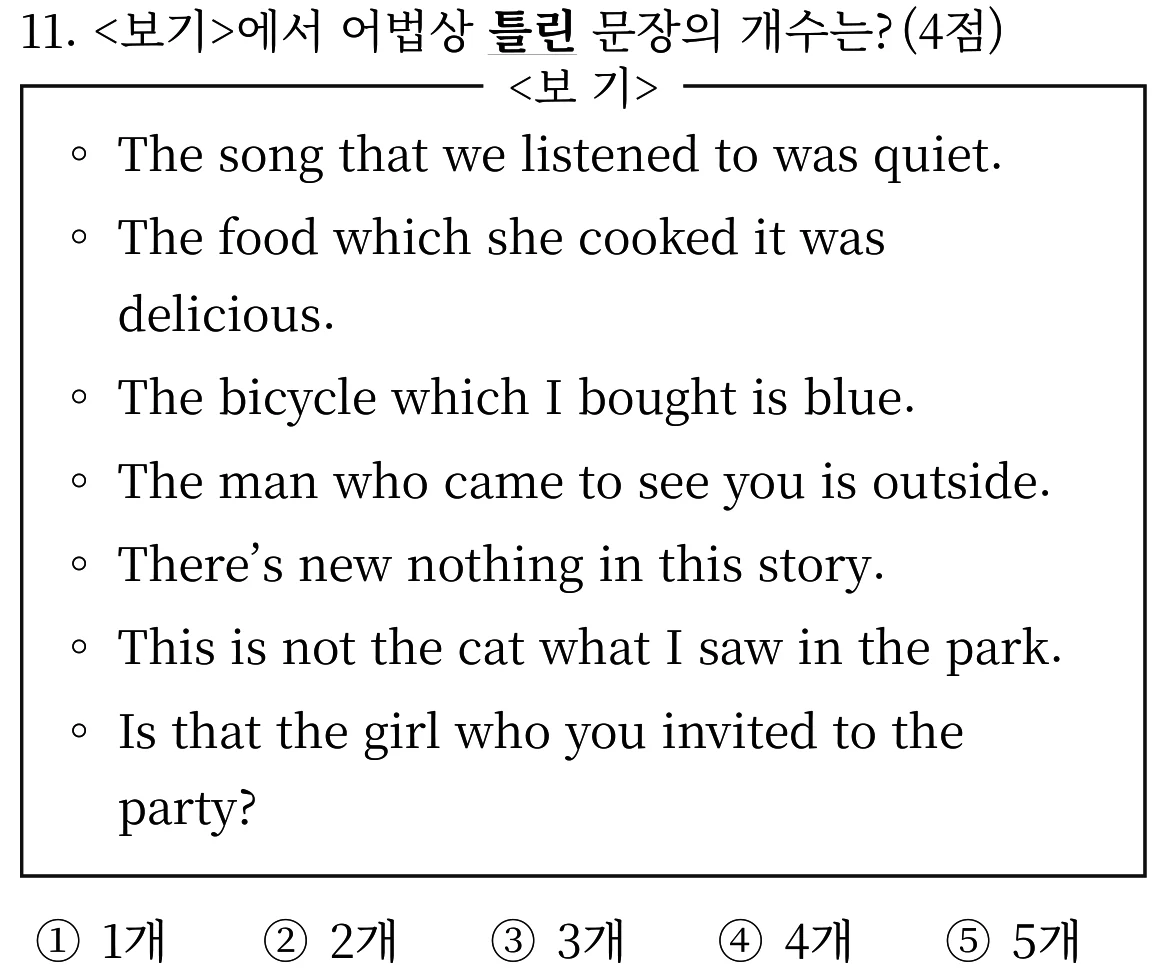 11. <보기>에서 어법상 틀린 문장의 개수는?(4점)
<보 기>
◦ The song that we listened to was quiet.
◦ The food which she cooked it was
delicious.
◦ The bicycle which I bought is blue.
◦ The man who came to see you is outside.
◦ There’s new nothing in this story.
◦ This is not the cat what I saw in the park.
◦ Is that the girl who you invited to the
party?
① 1개 ② 2개 ③ 3개 ④ 4개 ⑤ 5개